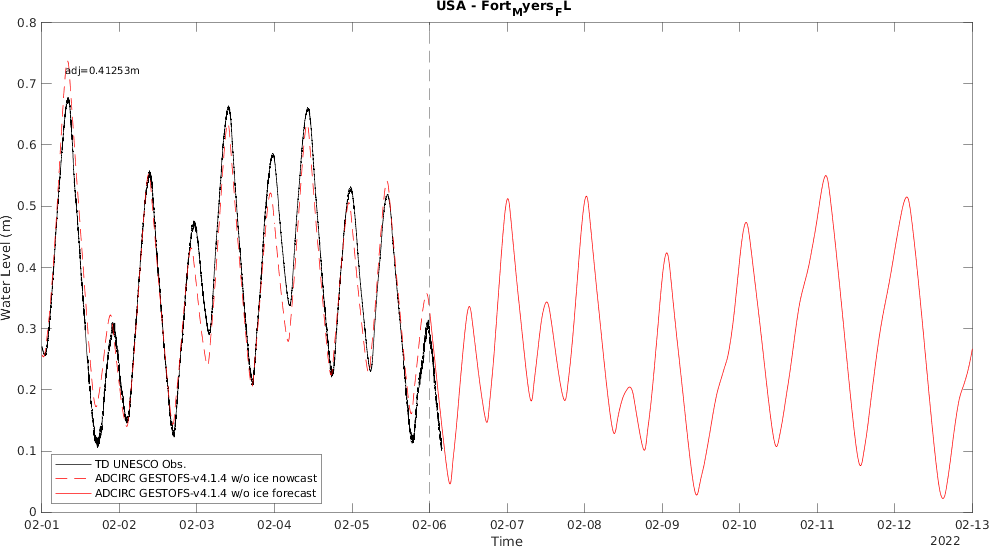 USA - FortMyersFL
adj=0.41253m
Water Level (m)
0.8
0.7
0.6
0.5
0.4
0.3
0.2
0.1
0
TD UNESCO Obs.
ADCIRC GESTOFS-v4.1.4 w/o ice nowcast
ADCIRC GESTOFS-v4.1.4 w/o ice forecast
02-01 02-02 02-03 02-04 02-05 02-06 02-07 02-08 02-09 02-10 02-11 02-12 02-13
Time
2022